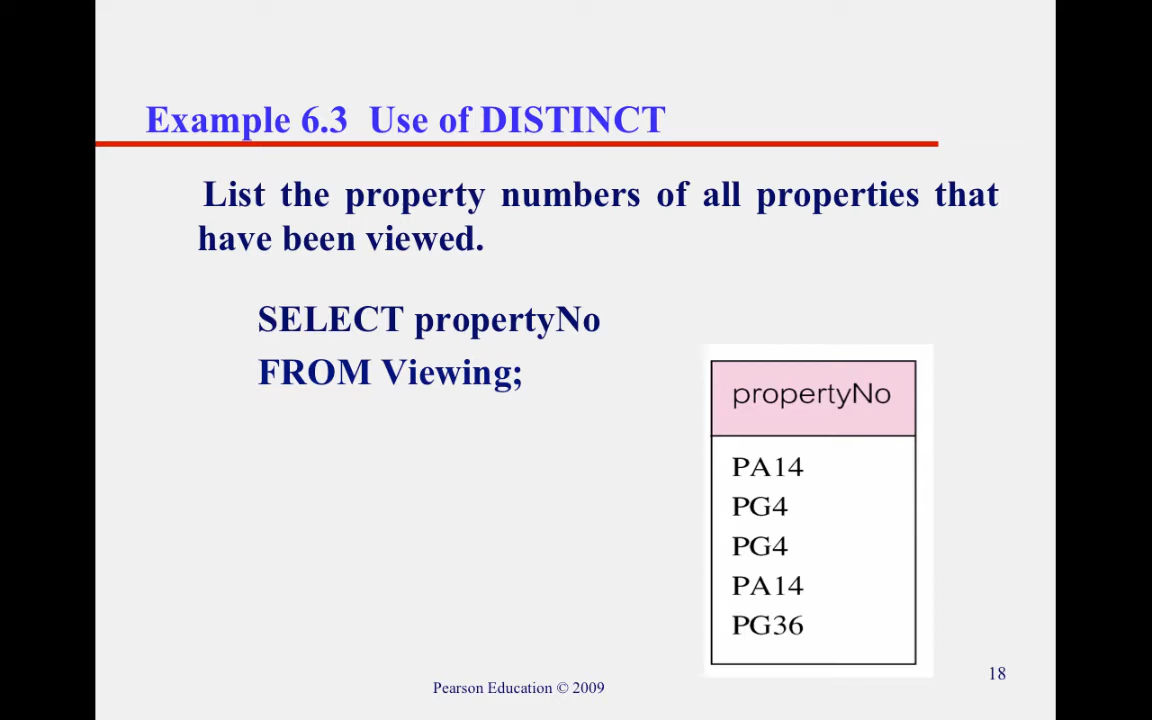 Example 6.3 Use of DISTINCT
List the property numbers of all properties that
have been viewed.
SELECT propertyNo
FROM Viewing;
propertyNo
PA14
PG4
PG4
PA14
PG36
Pearson Education © 2009
18